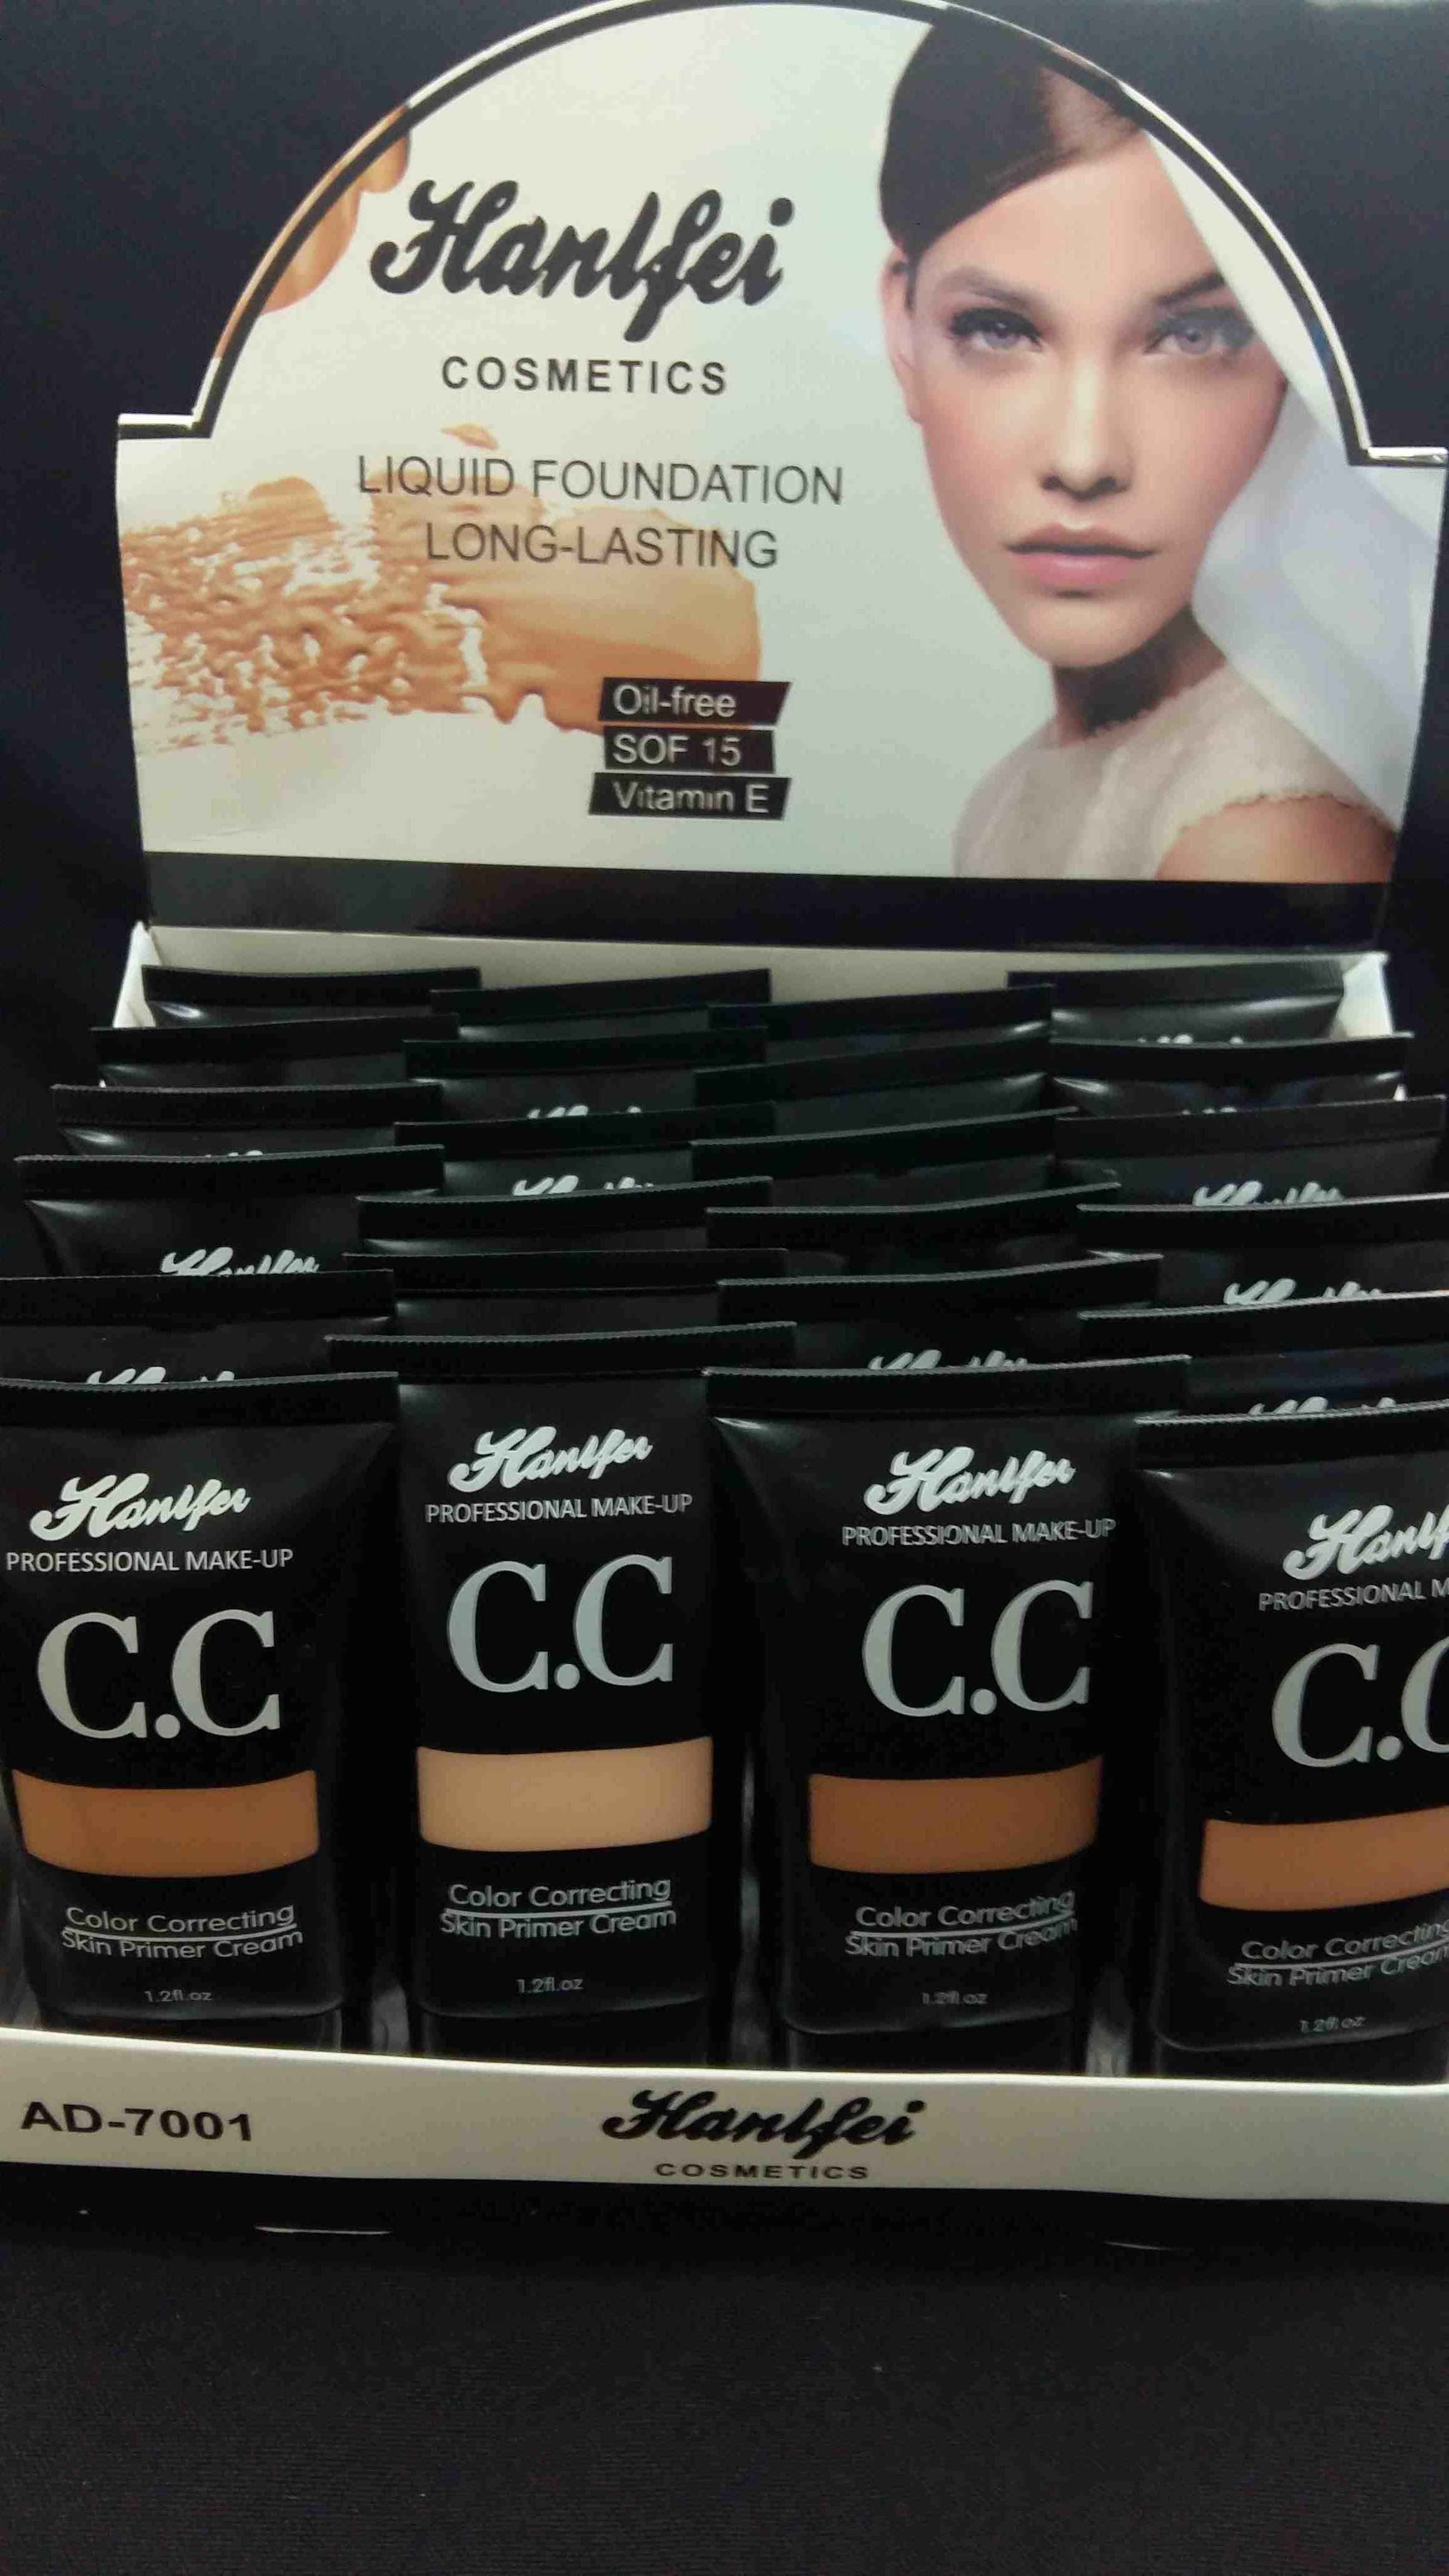 Hanlfei
COSMETICS
LIQUID FOUNDATION
LONG-LASTING
Oil-free
SOF 15
Vitamin E
Hanlfei
PROFESSIONAL MAKE-UP
C.C
Color Correcting
Skin Primer Cream
1.2fl.oz
Hanlfei
PROFESSIONAL MAKE-UP
C.C
Color Correcting
Skin Primer Cream
1.2fl.oz
Hanlfei
PROFESSIONAL MAKE-UP
C.C
Color Correcting
Skin Primer Cream
1.2fl.oz
PROFESSIONAL
C.C
Color Correcting
Skin Primer Cream
1.2fl.oz
AD-7001
Hanlfei
COSMETICS